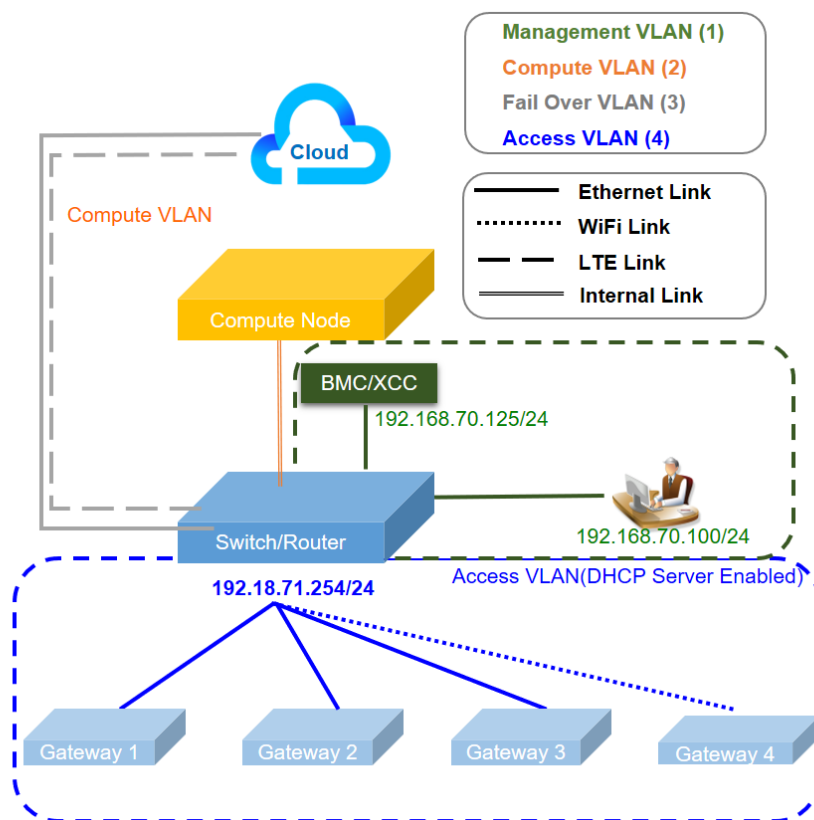 Management VLAN (1)
Compute VLAN (2)
Fail Over VLAN (3)
Access VLAN (4)
Ethernet Link
WiFi Link
LTE Link
Internal Link
Cloud
Compute VLAN
Compute Node
BMC/XCC
192.168.70.125/24
Switch/Router
192.168.70.100/24
Access VLAN(DHCP Server Enabled)
192.18.71.254/24
Gateway 1
Gateway 2
Gateway 3
Gateway 4